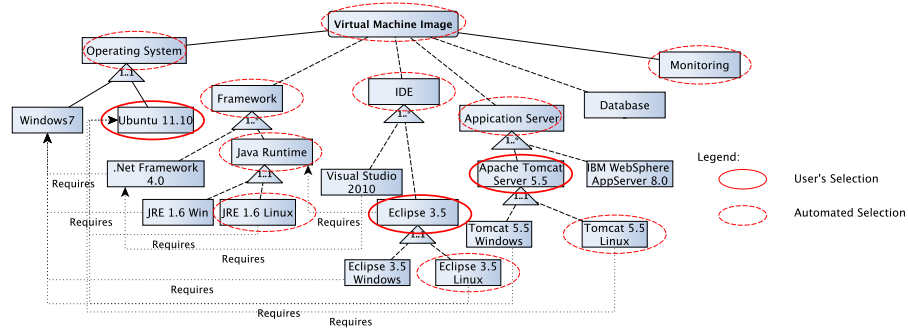 Virtual Machine Image
Operating System
1..1
Monitoring
Framework
1..*
IDE
1..*
Appication Server
1..*
Database
Windows7
Ubuntu 11.10
Java Runtime
1..1
.Net Framework
4.0
Visual Studio
2010
Apache Tomcat
Server 5.5
1..1
IBM WebSphere
AppServer 8.0
Legend:
User's Selection
Automated Selection
Requires
JRE 1.6 Win
JRE 1.6 Linux
Eclipse 3.5
1..1
Tomcat 5.5
Windows
Tomcat 5.5
Linux
Requires
Requires
Requires
Requires
Eclipse 3.5
Windows
Eclipse 3.5
Linux
Requires
Requires
Requires